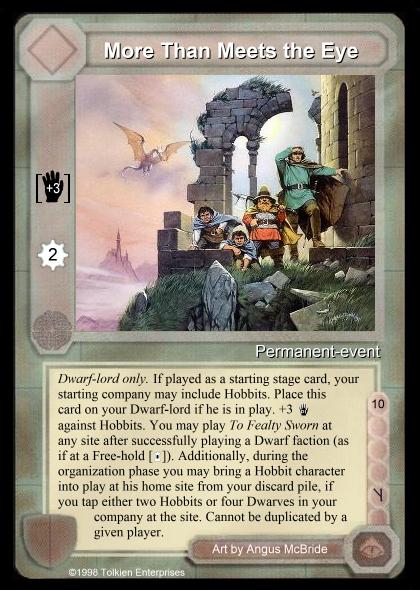 More Than Meets the Eye
[+3]
2
Permanent-event
Dwarf-lord only. If played as a starting stage card, your
starting company may include Hobbits. Place this
card on your Dwarf-lord if he is in play. +3
against Hobbits. You may play To Fealty Sworn at
any site after successfully playing a Dwarf faction (as
if at a Free-hold [ ]). Additionally, during the
organization phase you may bring a Hobbit character
into play at his home site from your discard pile, if
you tap either two Hobbits or four Dwarves in your
company at the site. Cannot be duplicated by a
given player.
10
Art by Angus McBride
©1998 Tolkien Enterprises